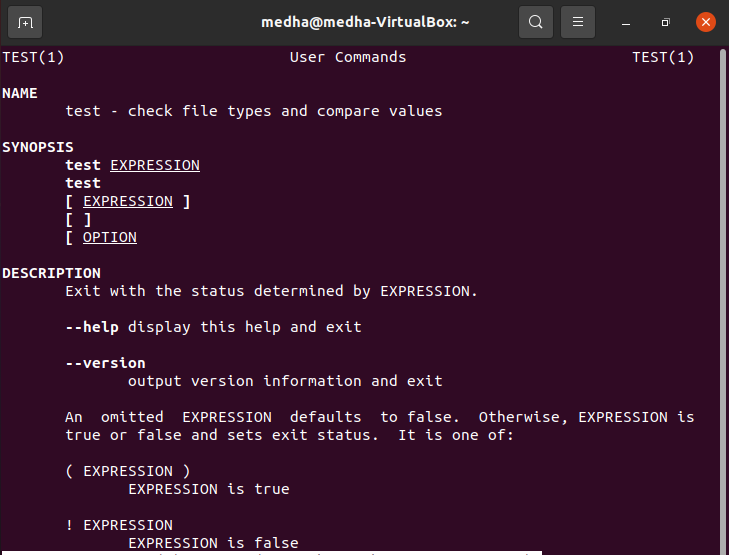 medha@medha-VirtualBox: ~
TEST(1) User Commands TEST(1)
NAME
test - check file types and compare values
SYNOPSIS
test EXPRESSION
test
[ EXPRESSION ]
[ ]
[ OPTION
DESCRIPTION
Exit with the status determined by EXPRESSION.
--help display this help and exit
--version
output version information and exit
An omitted EXPRESSION defaults to false. Otherwise, EXPRESSION is
true or false and sets exit status. It is one of:
( EXPRESSION )
EXPRESSION is true
! EXPRESSION
EXPRESSION is false